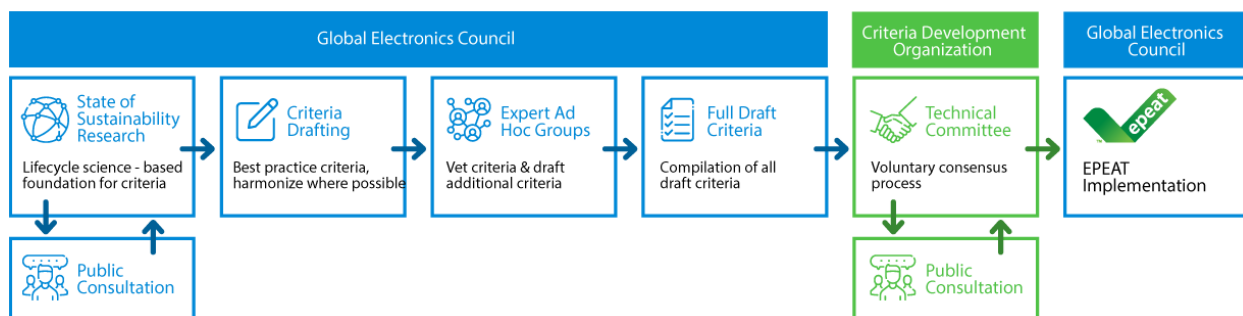 Global Electronics Council
Criteria Development
Organization
Global Electronics
Council
State of
Sustainability
Research
Lifecycle science - based
foundation for criteria
Criteria
Drafting
Best practice criteria,
harmonize where possible
Expert Ad
Hoc Groups
Vet criteria & draft
additional criteria
Full Draft
Criteria
Compilation of all
draft criteria
Technical
Committee
Voluntary consensus
process
epeat
™
EPEAT
Implementation
Public
Consultation
Public
Consultation